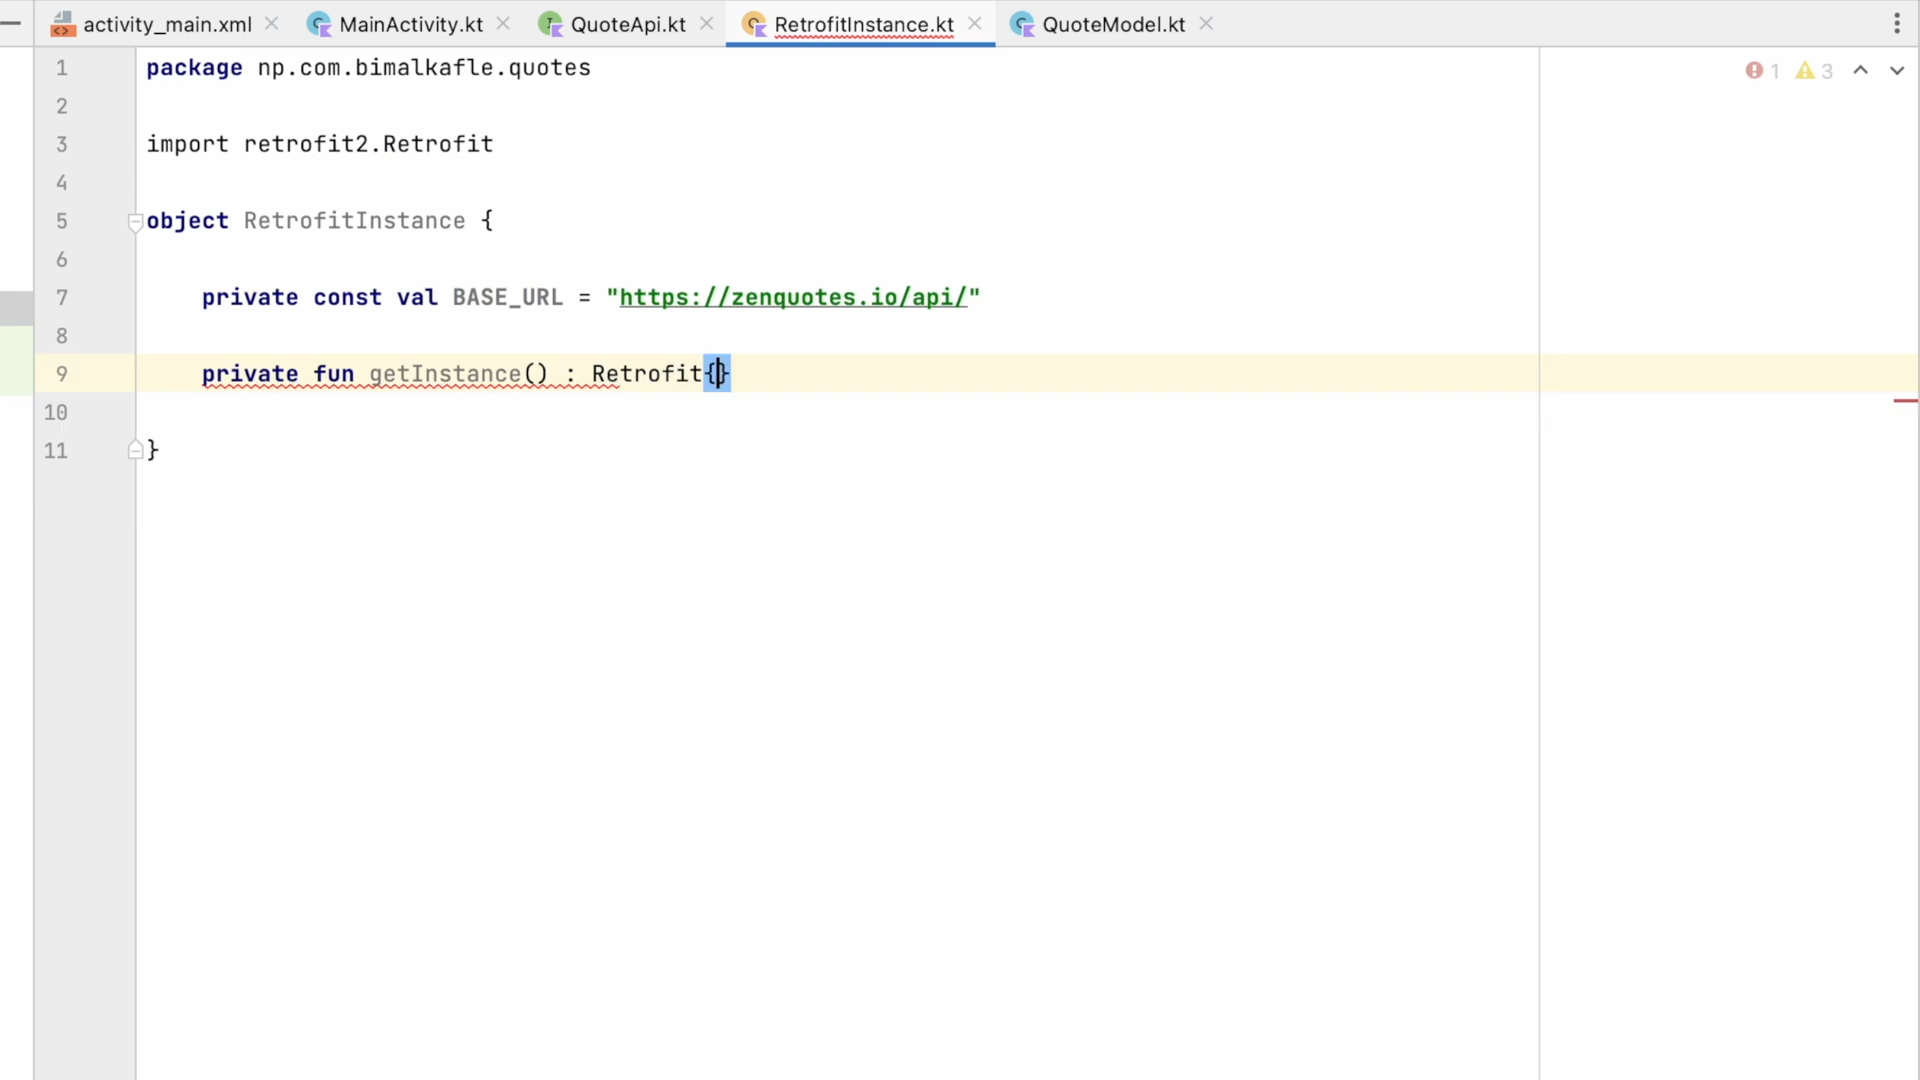 activity_main.xml MainActivity.kt QuoteApi.kt RetrofitInstance.kt QuoteModel.kt
1 package np.com.bimalkafle.quotes 1 3
2
3 import retrofit2.Retrofit
4
5 object RetrofitInstance {
6
7 private const val BASE_URL = "https://zenquotes.io/api/"
8
9 private fun getInstance() : Retrofit{}
10
11 }